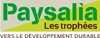 Paysalia
Les trophées
VERS LE DÉVELOPPEMENT DURABLE